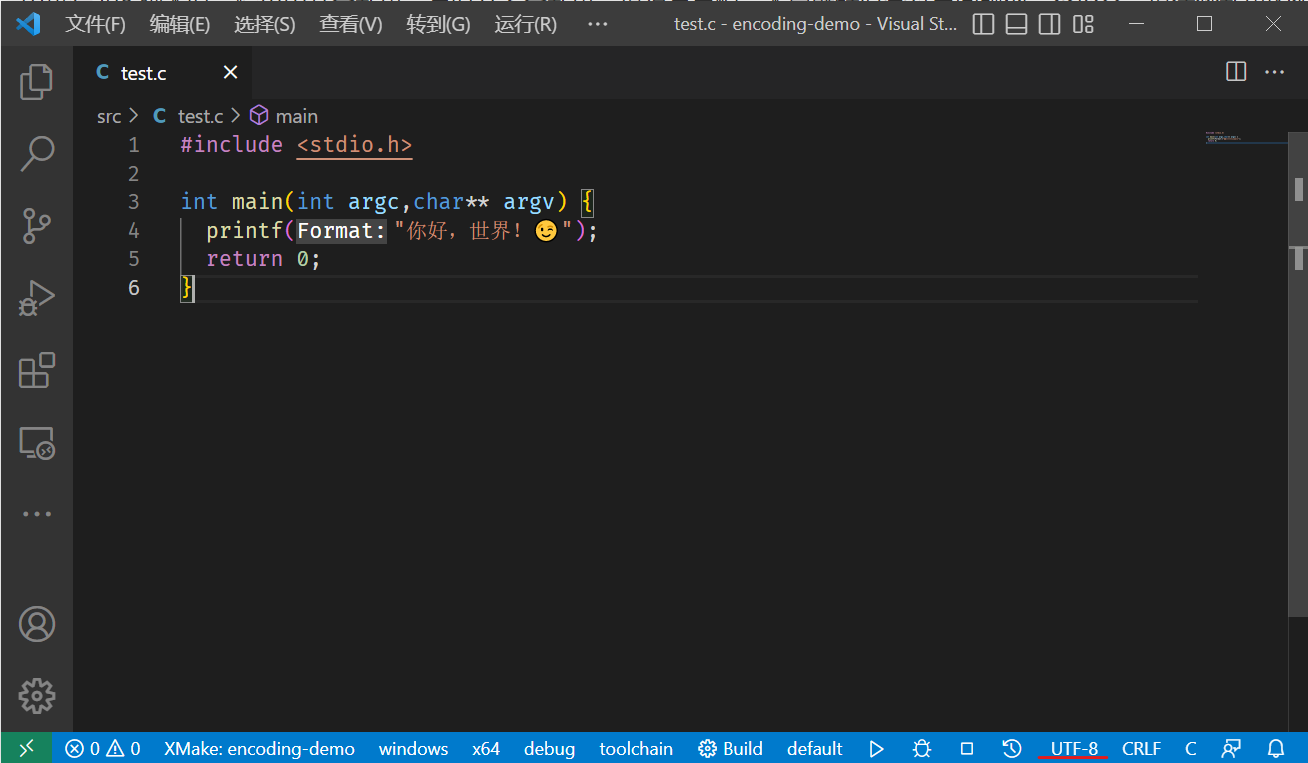 文件(F) 编辑(E) 选择(S) 查看(V) 转到(G) 运行(R) ··· test.c - encoding-demo - Visual St...
C test.c
src > C test.c > main
1 #include <stdio.h>
2
3 int main(int argc,char** argv) {
4 printf(Format: "你好，世界！😉");
5 return 0;
6 }
0 0 XMake: encoding-demo windows x64 debug toolchain Build default UTF-8 CRLF C